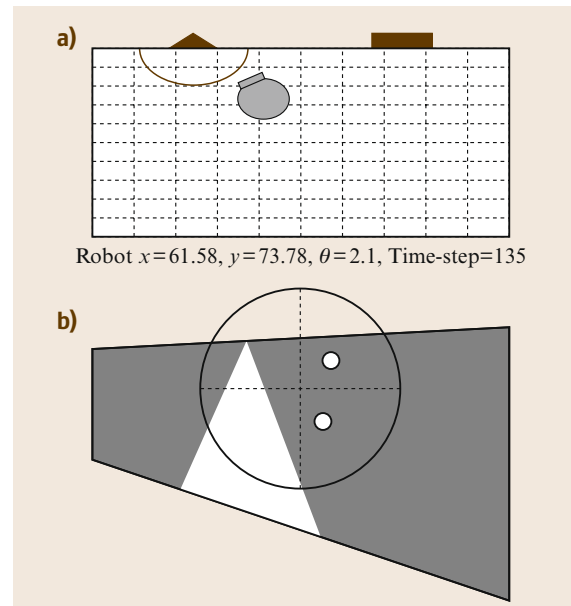 a)
Robot x=61.58, y=73.78, θ=2.1, Time-step=135
b)